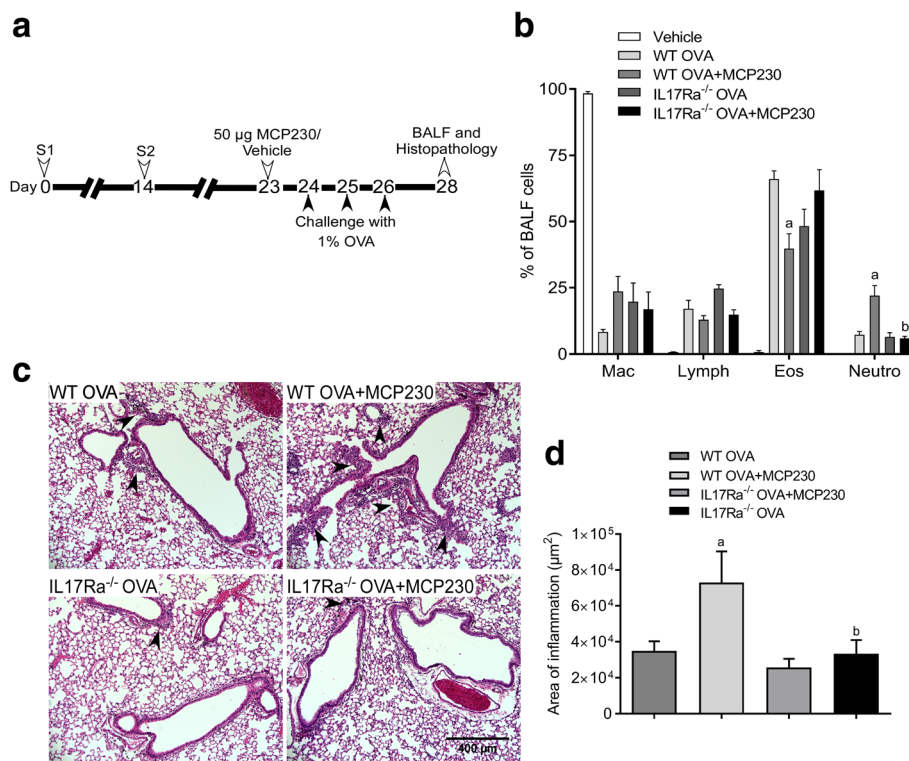 a
S1
S2
50 µg MCP230/
Vehicle
BALF and
Histopathology
Day 0 14 23 24 25 26 28
Challenge with
1% OVA
b
Vehicle
WT OVA
WT OVA+MCP230
IL17Ra⁻/⁻ OVA
IL17Ra⁻/⁻ OVA+MCP230
% of BALF cells
100
75
50
25
0
a
a
b
Mac Lymph Eos Neutro
c
WT OVA
WT OVA+MCP230
IL17Ra⁻/⁻ OVA
IL17Ra⁻/⁻ OVA+MCP230
400 µm
d
WT OVA
WT OVA+MCP230
IL17Ra⁻/⁻ OVA+MCP230
IL17Ra⁻/⁻ OVA
Area of inflammation (µm²)
1×10⁵
8×10⁴
6×10⁴
4×10⁴
2×10⁴
0
a
b